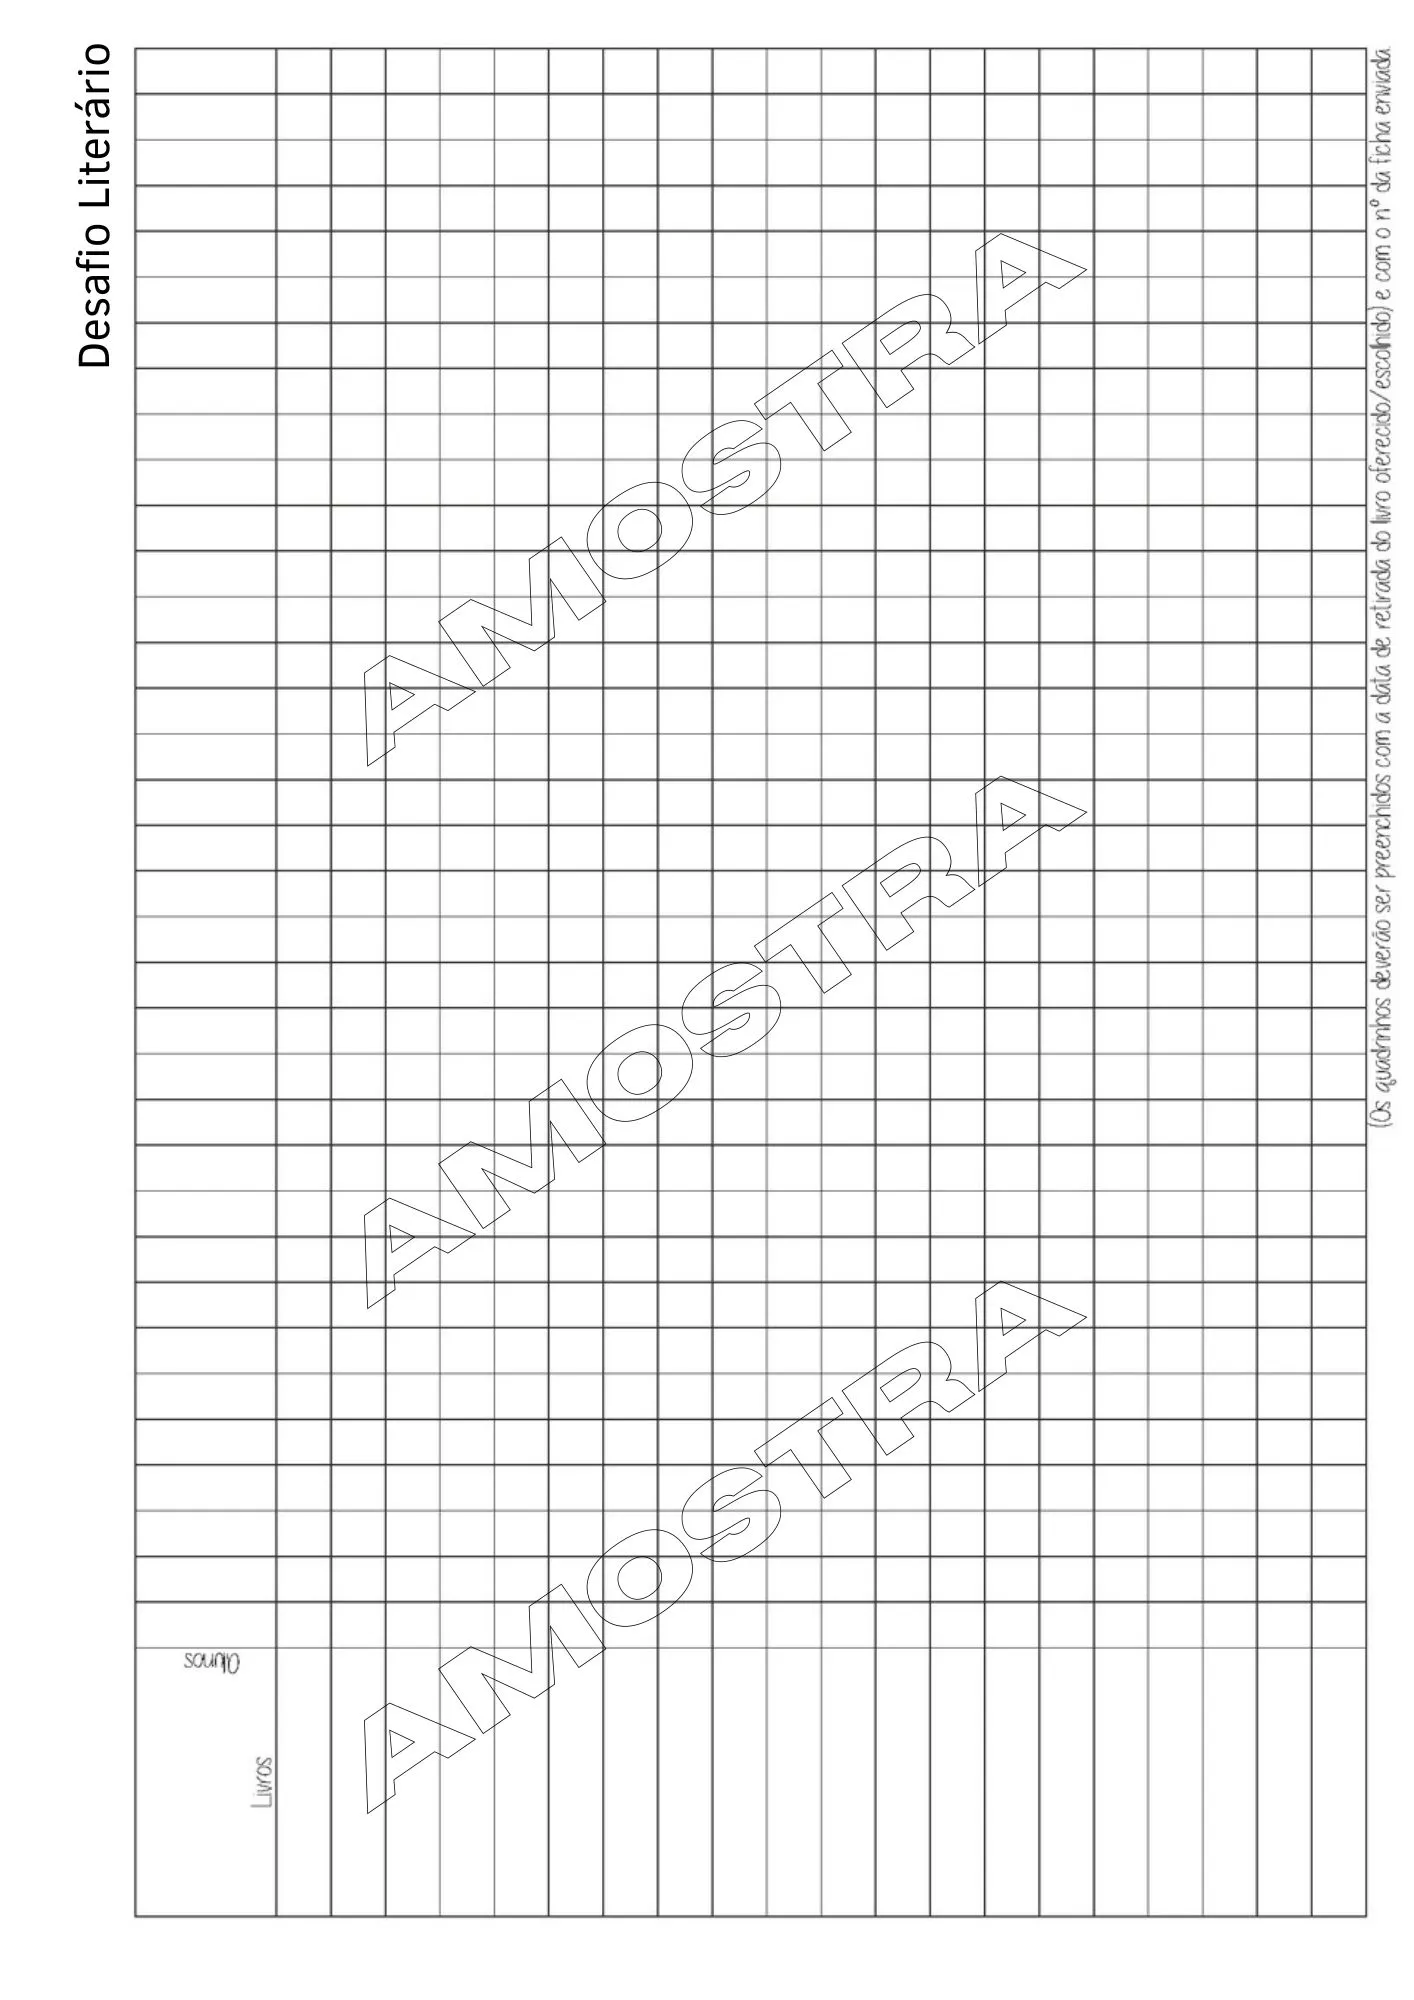 Desafio Literário
Alunos
Livros
AMOSTRA
AMOSTRA
AMOSTRA
(Os quadrinhos deverão ser preenchidos com a data de retirada do livro oferecido/escolhido) e com o nº da ficha enviada.